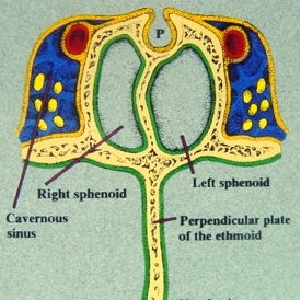 P
Right sphenoid
Left sphenoid
Cavernous
sinus
Perpendicular plate
of the ethmoid